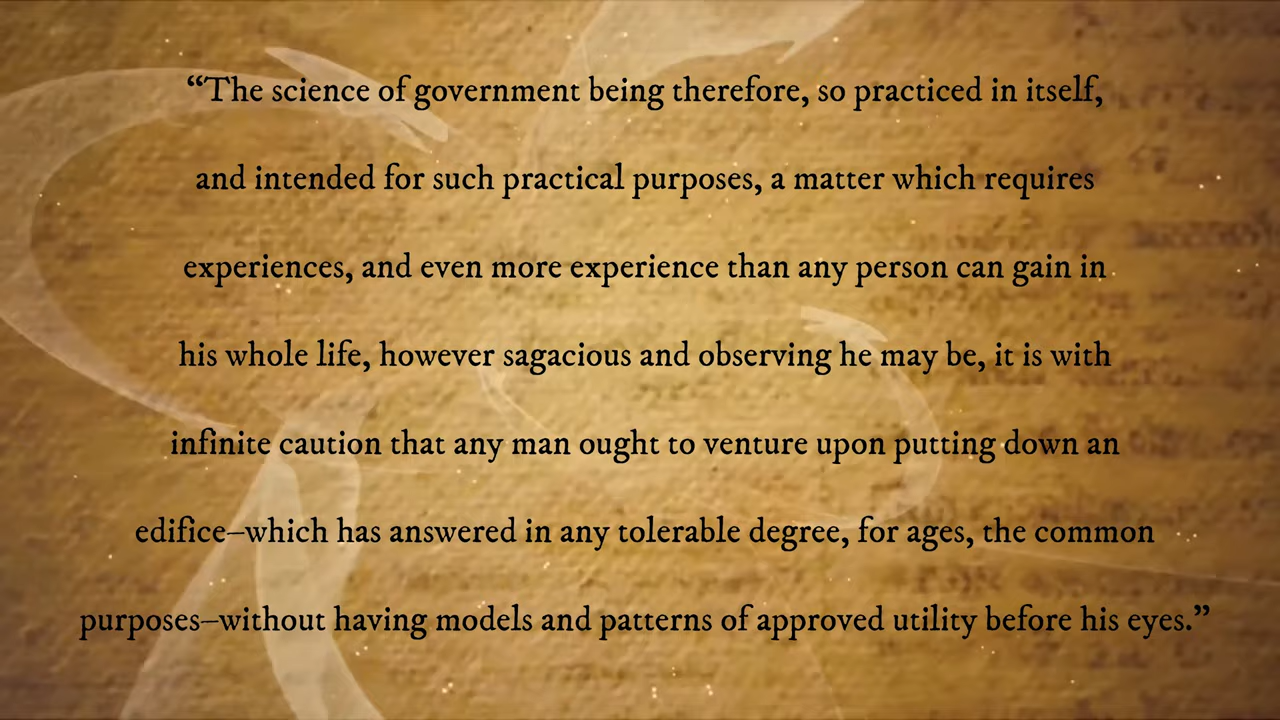 “The science of government being therefore, so practiced in itself,
and intended for such practical purposes, a matter which requires
experiences, and even more experience than any person can gain in
his whole life, however sagacious and observing he may be, it is with
infinite caution that any man ought to venture upon putting down an
edifice–which has answered in any tolerable degree, for ages, the common
purposes–without having models and patterns of approved utility before his eyes.”